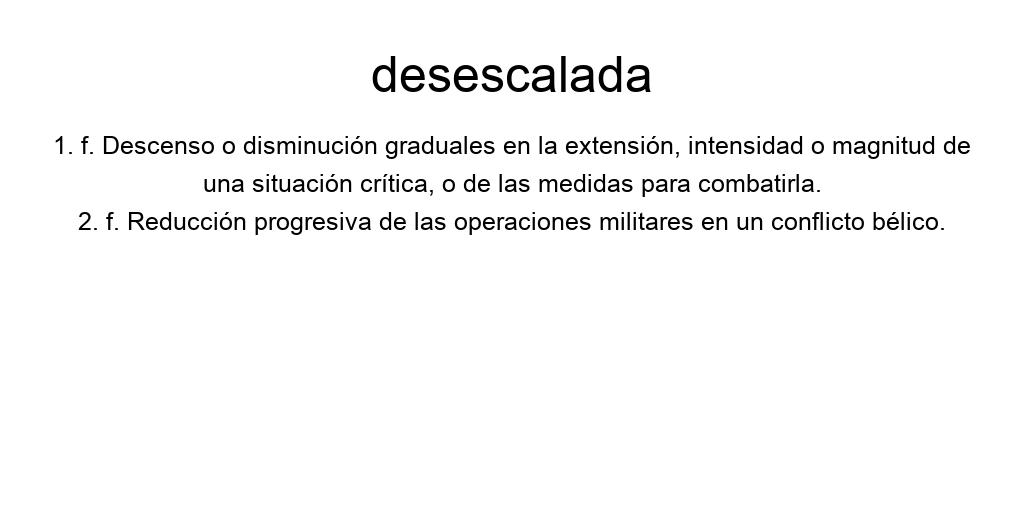 desescalada
1. f. Descenso o disminución graduales en la extensión, intensidad o magnitud de
una situación crítica, o de las medidas para combatirla.
2. f. Reducción progresiva de las operaciones militares en un conflicto bélico.